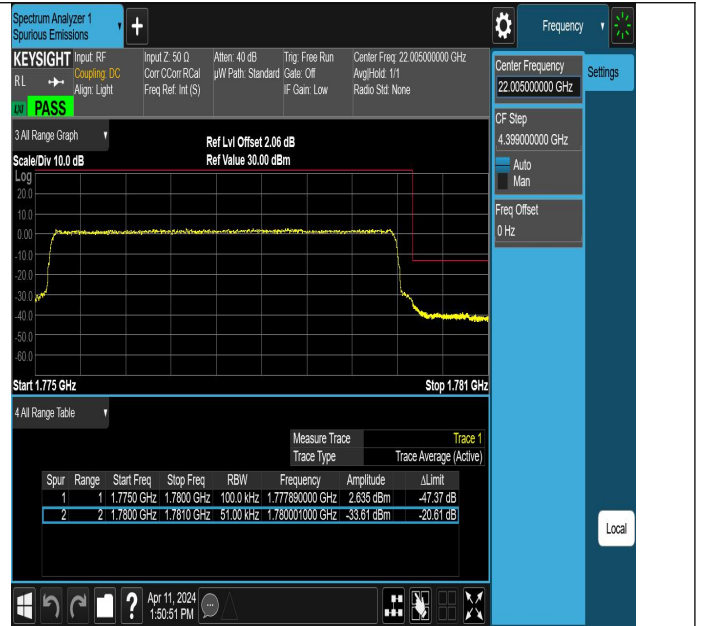 Spectrum Analyzer 1
Spurious Emissions
+
Frequency
KEYSIGHT Input: RF Input Z: 50 Ω Atten: 40 dB Trig: Free Run Center Freq: 22.005000000 GHz
RL Coupling: DC Corr CCorr RCal µW Path: Standard Gate: Off Avg|Hold: 1/1
Align: Light Freq Ref: Int (S) IF Gain: Low Radio Std: None
LXI PASS
Center Frequency
22.005000000 GHz
Settings
CF Step
4.399000000 GHz
Auto
Man
Freq Offset
0 Hz
3 All Range Graph
Ref Lvl Offset 2.06 dB
Scale/Div 10.0 dB Ref Value 30.00 dBm
Log
20.0
10.0
0.00
-10.0
-20.0
-30.0
-40.0
-50.0
-60.0
Start 1.775 GHz Stop 1.781 GHz
4 All Range Table
Measure Trace Trace 1
Trace Type Trace Average (Active)
Spur Range Start Freq Stop Freq RBW Frequency Amplitude ΔLimit
1 1 1.7750 GHz 1.7800 GHz 100.0 kHz 1.777890000 GHz 2.635 dBm -47.37 dB
2 2 1.7800 GHz 1.7810 GHz 51.00 kHz 1.780001000 GHz -33.61 dBm -20.61 dB
Local
? Apr 11, 2024
1:50:51 PM